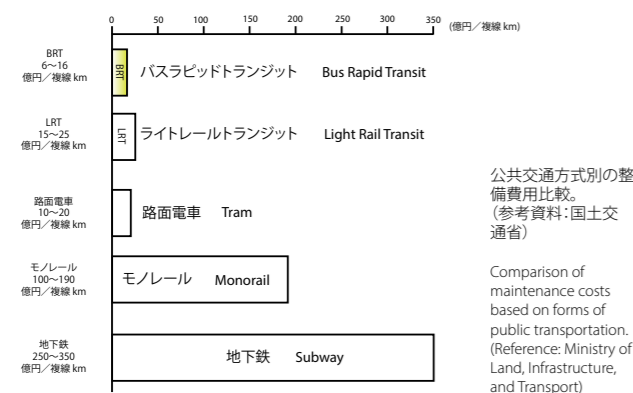 0 50 100 150 200 250 300 350 (億円／複線 km)
BRT
6〜16
億円／複線 km
BRT
バスラピッドトランジット Bus Rapid Transit
LRT
15〜25
億円／複線 km
LRT
ライトレールトランジット Light Rail Transit
路面電車
10〜20
億円／複線 km
路面電車 Tram
モノレール
100〜190
億円／複線 km
モノレール Monorail
地下鉄
250〜350
億円／複線 km
地下鉄 Subway
公共交通方式別の整
備費用比較。
（参考資料：国土交
通省）
Comparison of
maintenance costs
based on forms of
public transportation.
(Reference: Ministry of
Land, Infrastructure,
and Transport)